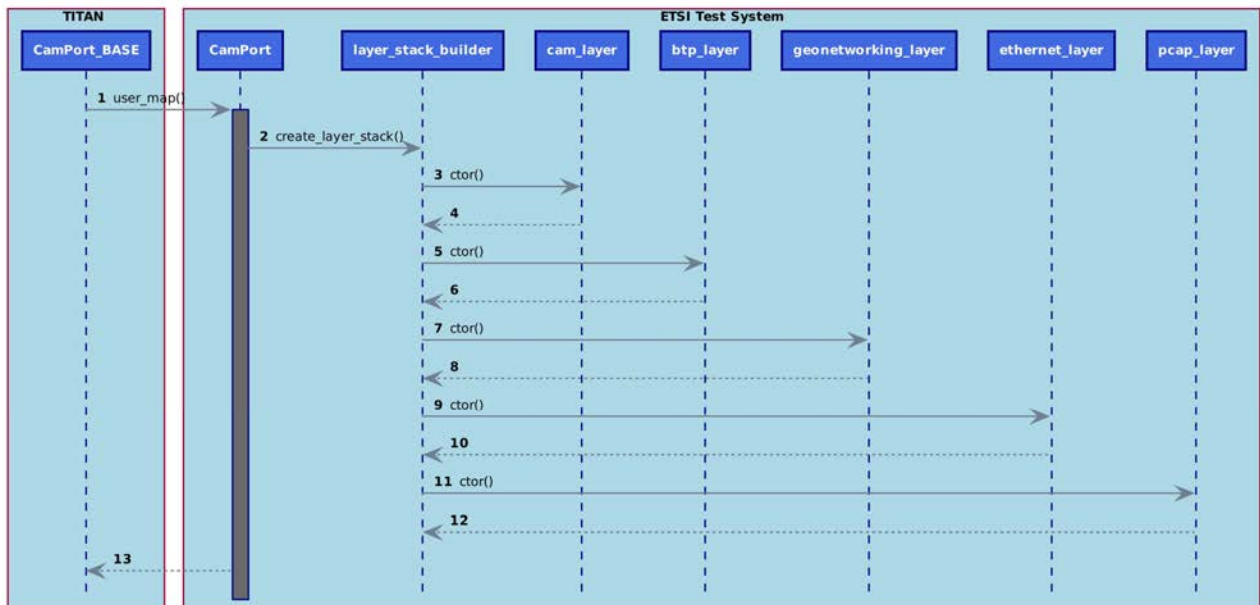 TITAN
ETSI Test System
CamPort_BASE
CamPort
layer_stack_builder
cam_layer
btp_layer
geonetworking_layer
ethernet_layer
pcap_layer
1 user_map()
2 create_layer_stack()
3 ctor()
4
5 ctor()
6
7 ctor()
8
9 ctor()
10
11 ctor()
12
13